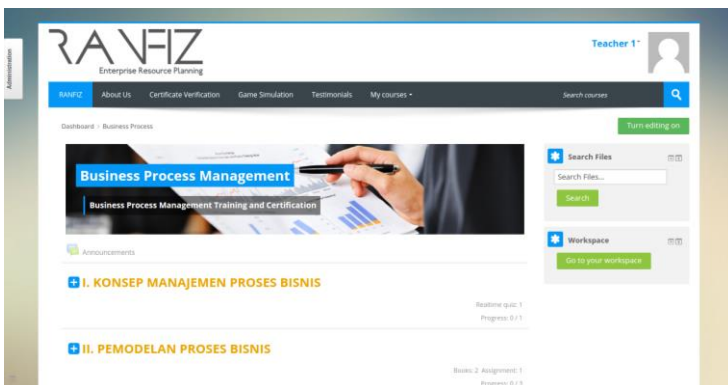 Administration
RANFIZ
Enterprise Resource Planning
Teacher 1
RANFIZ About Us Certificate Verification Game Simulation Testimonials My courses
Search courses
Dashboard / Business Process
Turn editing on
Business Process Management
Business Process Management Training and Certification
Announcements
I. KONSEP MANAJEMEN PROSES BISNIS
Realtime quiz: 1
Progress: 0 / 1
II. PEMODELAN PROSES BISNIS
Books: 2 Assignment: 1
Progress: 0 / 3
Search Files
Search Files...
Search
Workspace
Go to your workspace